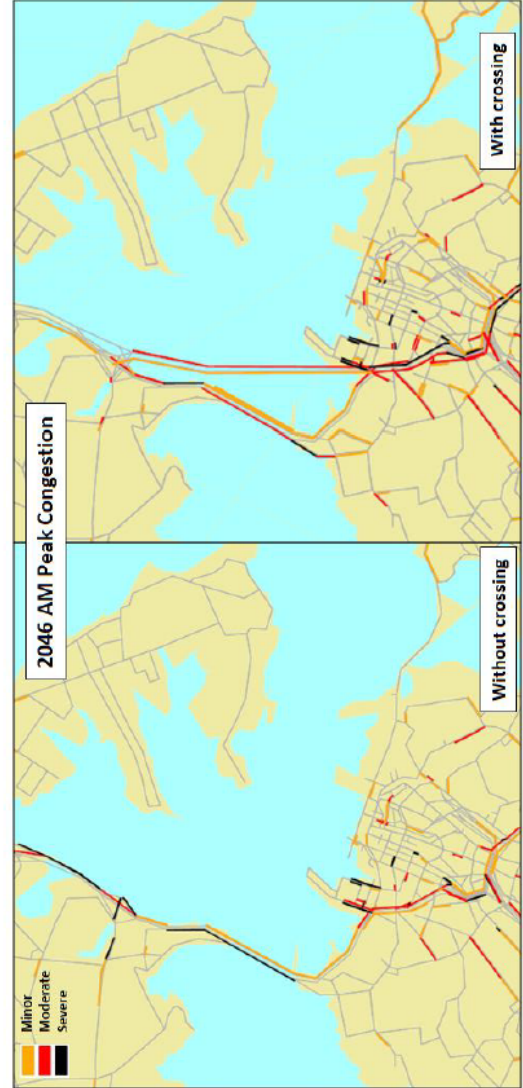 2046 AM Peak Congestion
Minor
Moderate
Severe
Without crossing
With crossing